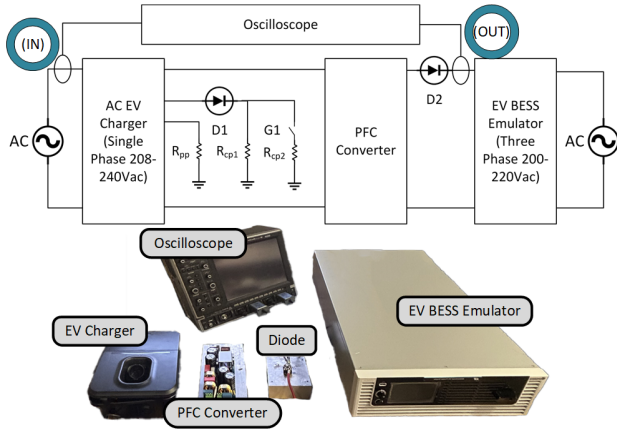 (IN)
Oscilloscope
(OUT)
AC
AC EV
Charger
(Single
Phase 208-
240Vac)
D1
G1
Rpp
Rcp1
Rcp2
PFC
Converter
D2
EV BESS
Emulator
(Three
Phase 200-
220Vac)
AC
Oscilloscope
EV Charger
Diode
PFC Converter
EV BESS Emulator